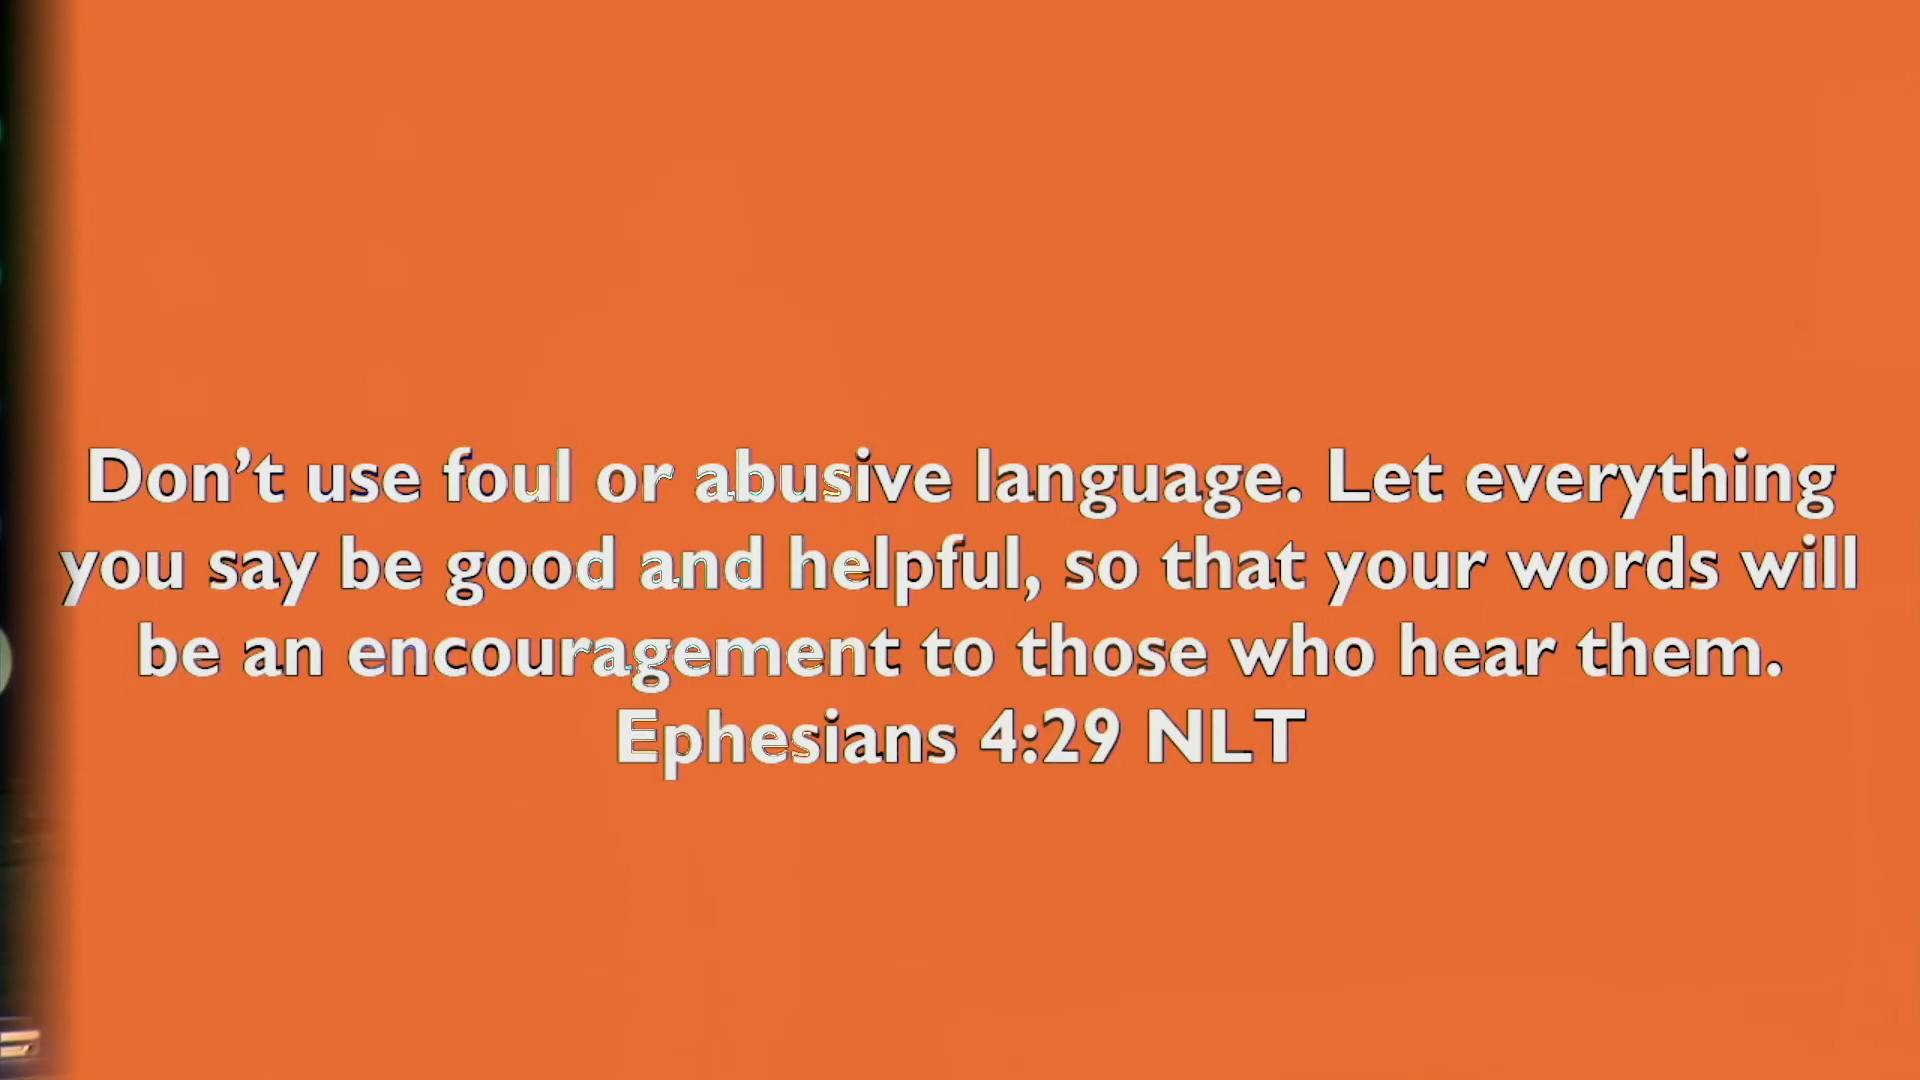 Don’t use foul or abusive language. Let everything
you say be good and helpful, so that your words will
be an encouragement to those who hear them.
Ephesians 4:29 NLT